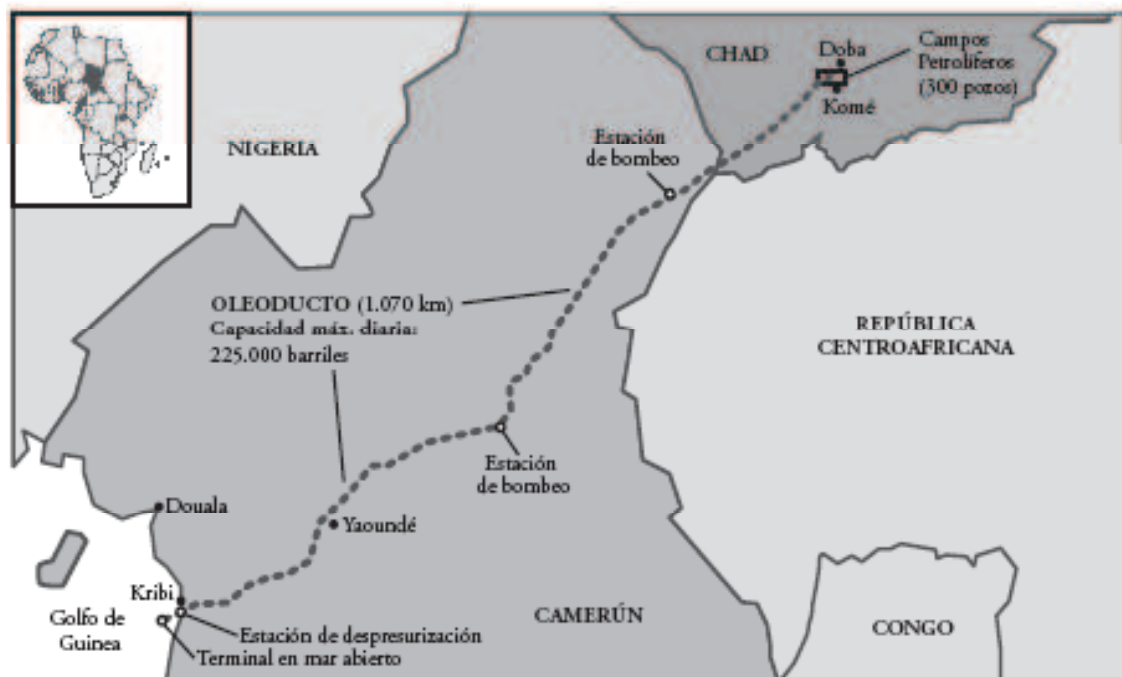 CHAD
Doba
Campos
Petrolíferos
(300 pozos)
Komé
Estación
de bombeo
NIGERIA
OLEODUCTO (1.070 km)
Capacidad máx. diaria:
225.000 barriles
REPÚBLICA
CENTROAFRICANA
Estación
de bombeo
Douala
Yaoundé
Kribi
Golfo de
Guinea
Estación de despresurización
Terminal en mar abierto
CAMERÚN
CONGO